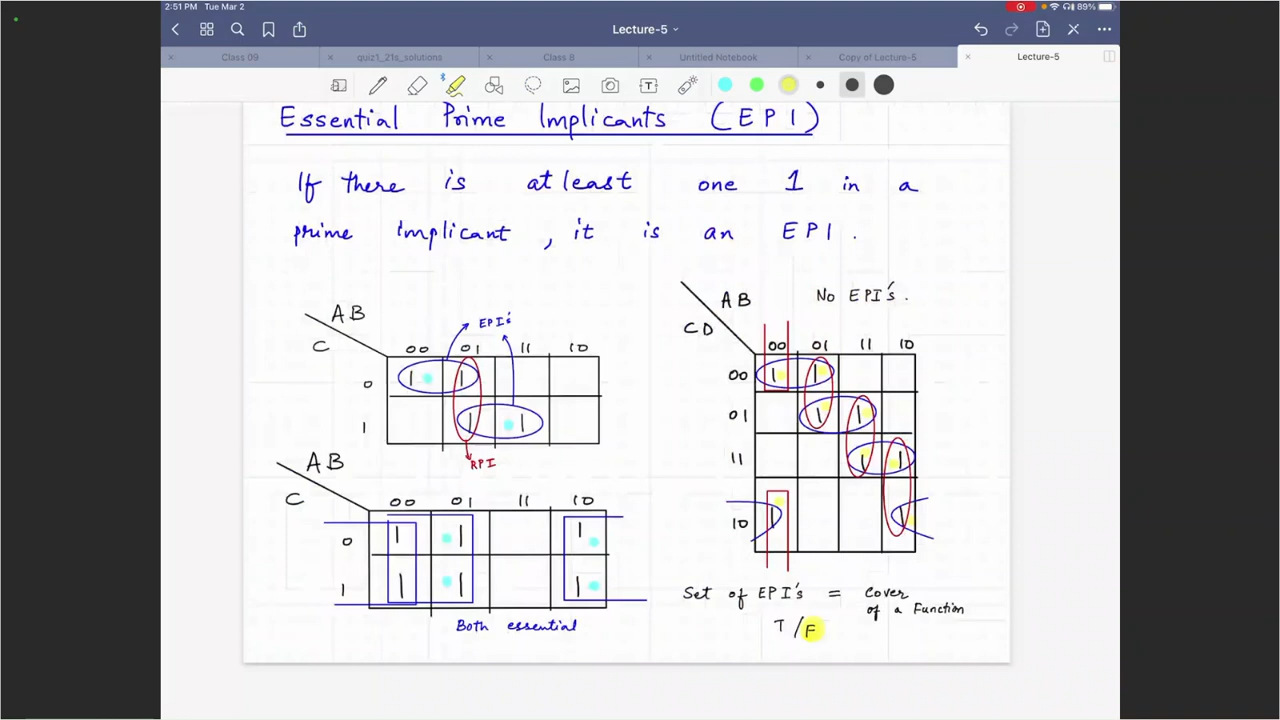 2:51 PM Tue Mar 2
89%
Lecture-5
Class 09
quiz1_21s_solutions
Class 8
Untitled Notebook
Copy of Lecture-5
Lecture-5
Essential Prime Implicants (EPI)
If there is atleast one 1 in a
prime implicant, it is an EPI.
AB
C
EPI's
00 01 11 10
0 1 1
1 1 1
RPI
AB
C
00 01 11 10
0 1 1 1
1 1 1 1
Both essential
AB
CD
No EPI's.
00 01 11 10
00 1 1
01 1 1
11 1 1
10 1 1
Set of EPI's = Cover
of a Function
T/F